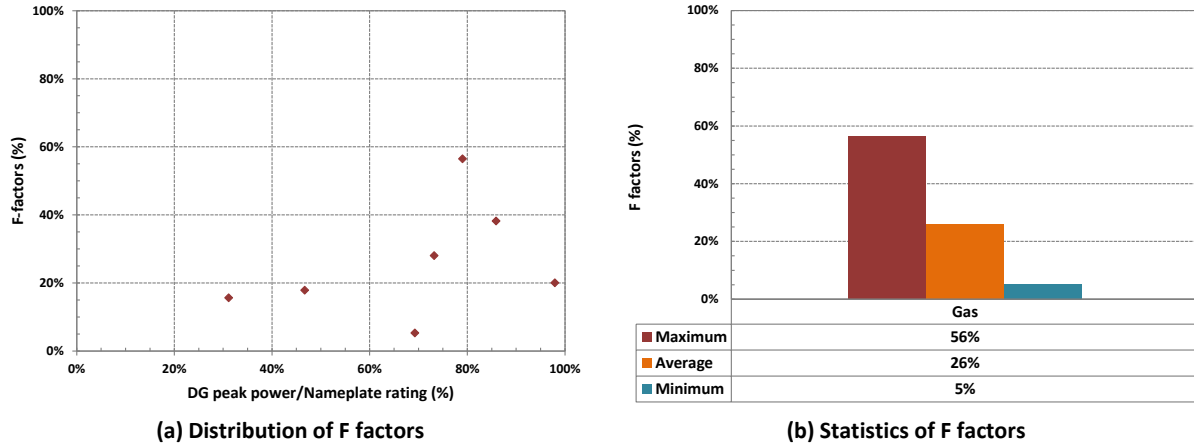 100%
80%
60%
40%
20%
0%
F-factors (%)
0% 20% 40% 60% 80% 100%
DG peak power/Nameplate rating (%)
(a) Distribution of F factors
100%
80%
60%
40%
20%
0%
F factors (%)
Gas
Maximum 56%
Average 26%
Minimum 5%
(b) Statistics of F factors